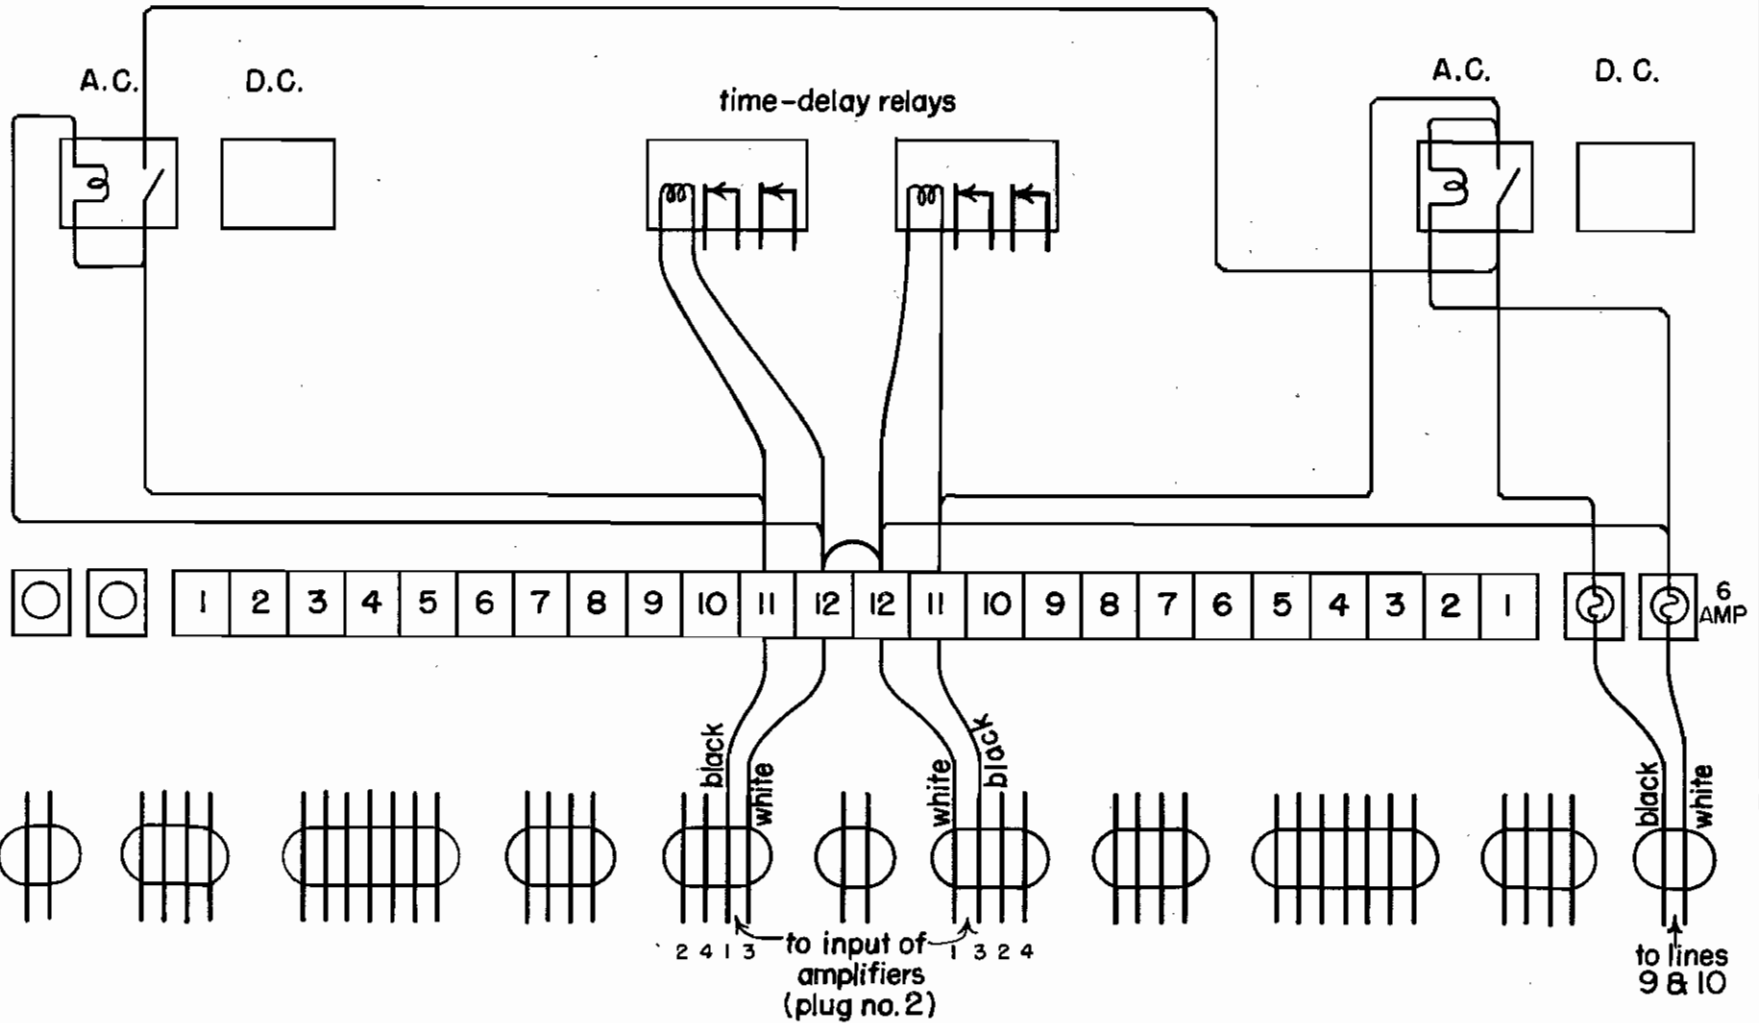 A.C. D.C. time-delay relays A.C. D.C.
1 2 3 4 5 6 7 8 9 10 11 12 12 11 10 9 8 7 6 5 4 3 2 1
6
AMP
black
white
white
black
black
white
2 4 1 3
to input of
amplifiers
(plug no. 2)
1 3 2 4
to lines
9 & 10